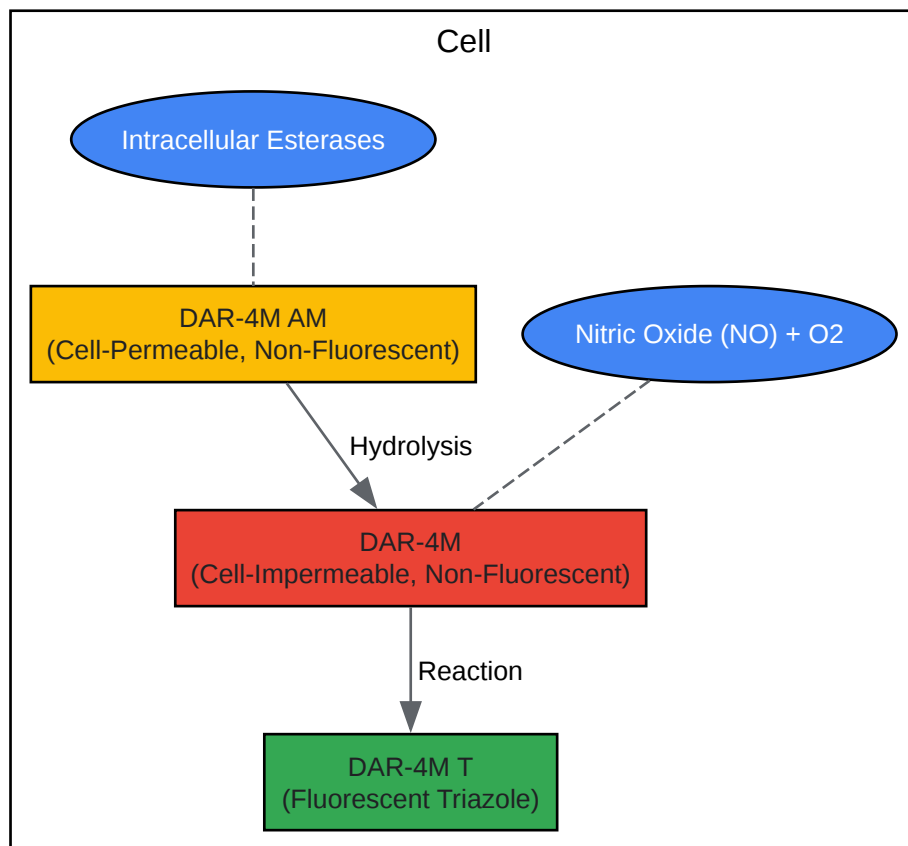 Cell
Intracellular Esterases
DAR-4M AM
(Cell-Permeable, Non-Fluorescent)
Nitric Oxide (NO) + O2
Hydrolysis
DAR-4M
(Cell-Impermeable, Non-Fluorescent)
Reaction
DAR-4M T
(Fluorescent Triazole)